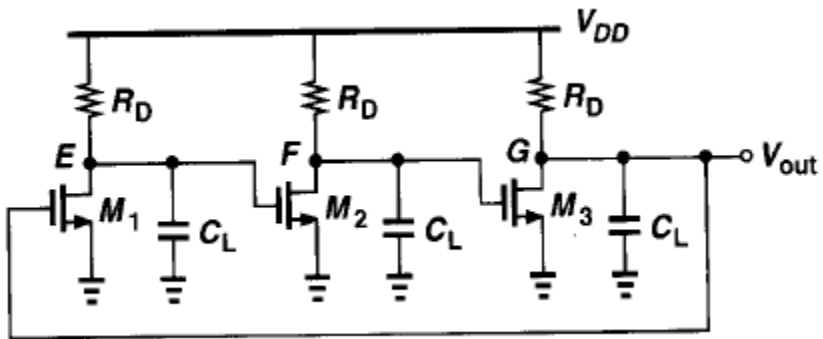 V_DD
R_D R_D R_D
E F G V_out
M_1 C_L M_2 C_L M_3 C_L